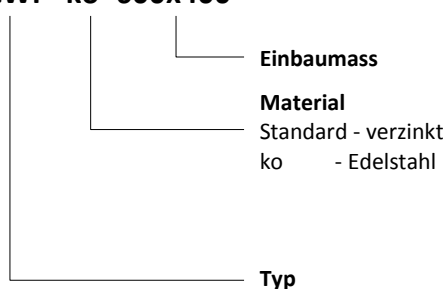 Einbaumass
Material
Standard - verzinkt
ko - Edelstahl
Typ